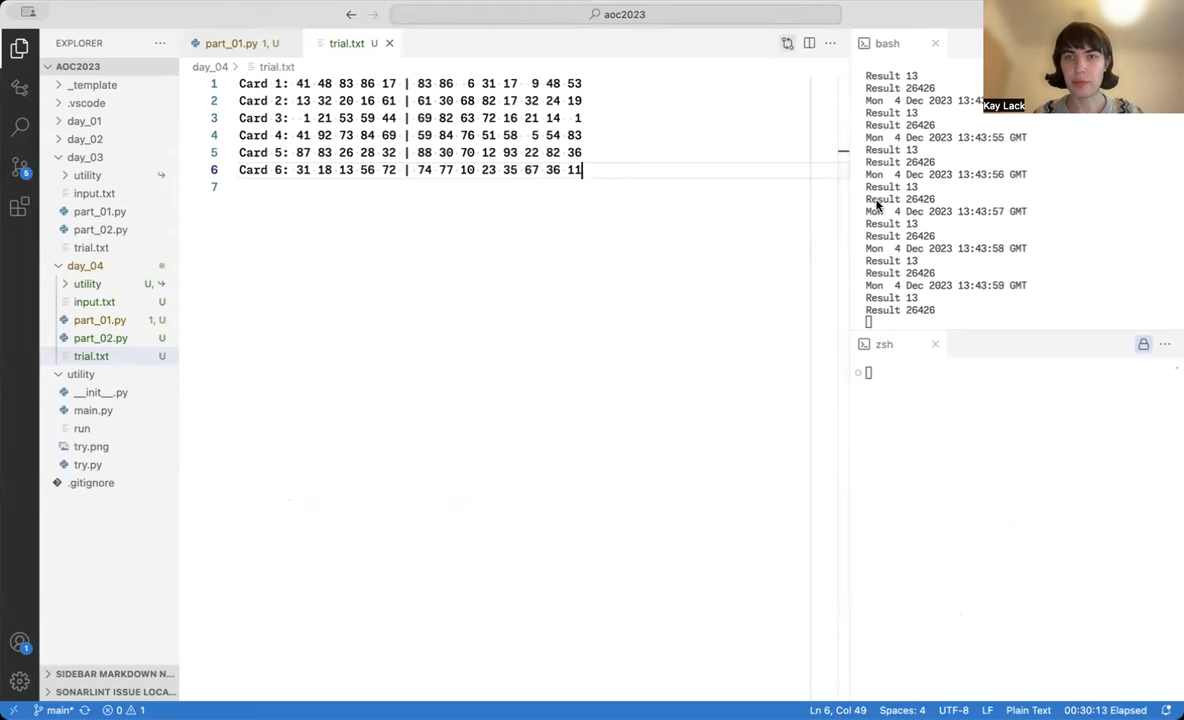 aoc2023
EXPLORER
AOC2023
_template
.vscode
day_01
day_02
day_03
utility
input.txt
part_01.py
part_02.py
trial.txt
day_04
utility U,
input.txt U
part_01.py 1, U
part_02.py U
trial.txt U
utility
__init__.py
main.py
run
try.png
try.py
.gitignore
SIDEBAR MARKDOWN N...
SONARLINT ISSUE LOCA...
part_01.py 1, U
trial.txt U
day_04 > trial.txt
1 Card 1: 41 48 83 86 17 | 83 86  6 31 17  9 48 53
2 Card 2: 13 32 20 16 61 | 61 30 68 82 17 32 24 19
3 Card 3:  1 21 53 59 44 | 69 82 63 72 16 21 14  1
4 Card 4: 41 92 73 84 69 | 59 84 76 51 58  5 54 83
5 Card 5: 87 83 26 28 32 | 88 30 70 12 93 22 82 36
6 Card 6: 31 18 13 56 72 | 74 77 10 23 35 67 36 11
7
bash
Result 13
Result 26426
Mon  4 Dec 2023 13:43
Result 13
Result 26426
Mon  4 Dec 2023 13:43:55 GMT
Result 13
Result 26426
Mon  4 Dec 2023 13:43:56 GMT
Result 13
Result 26426
Mon  4 Dec 2023 13:43:57 GMT
Result 13
Result 26426
Mon  4 Dec 2023 13:43:58 GMT
Result 13
Result 26426
Mon  4 Dec 2023 13:43:59 GMT
Result 13
Result 26426
Kay Lack
zsh
6
1
main*
0 1
Ln 6, Col 49
Spaces: 4
UTF-8
LF
Plain Text
00:30:13 Elapsed